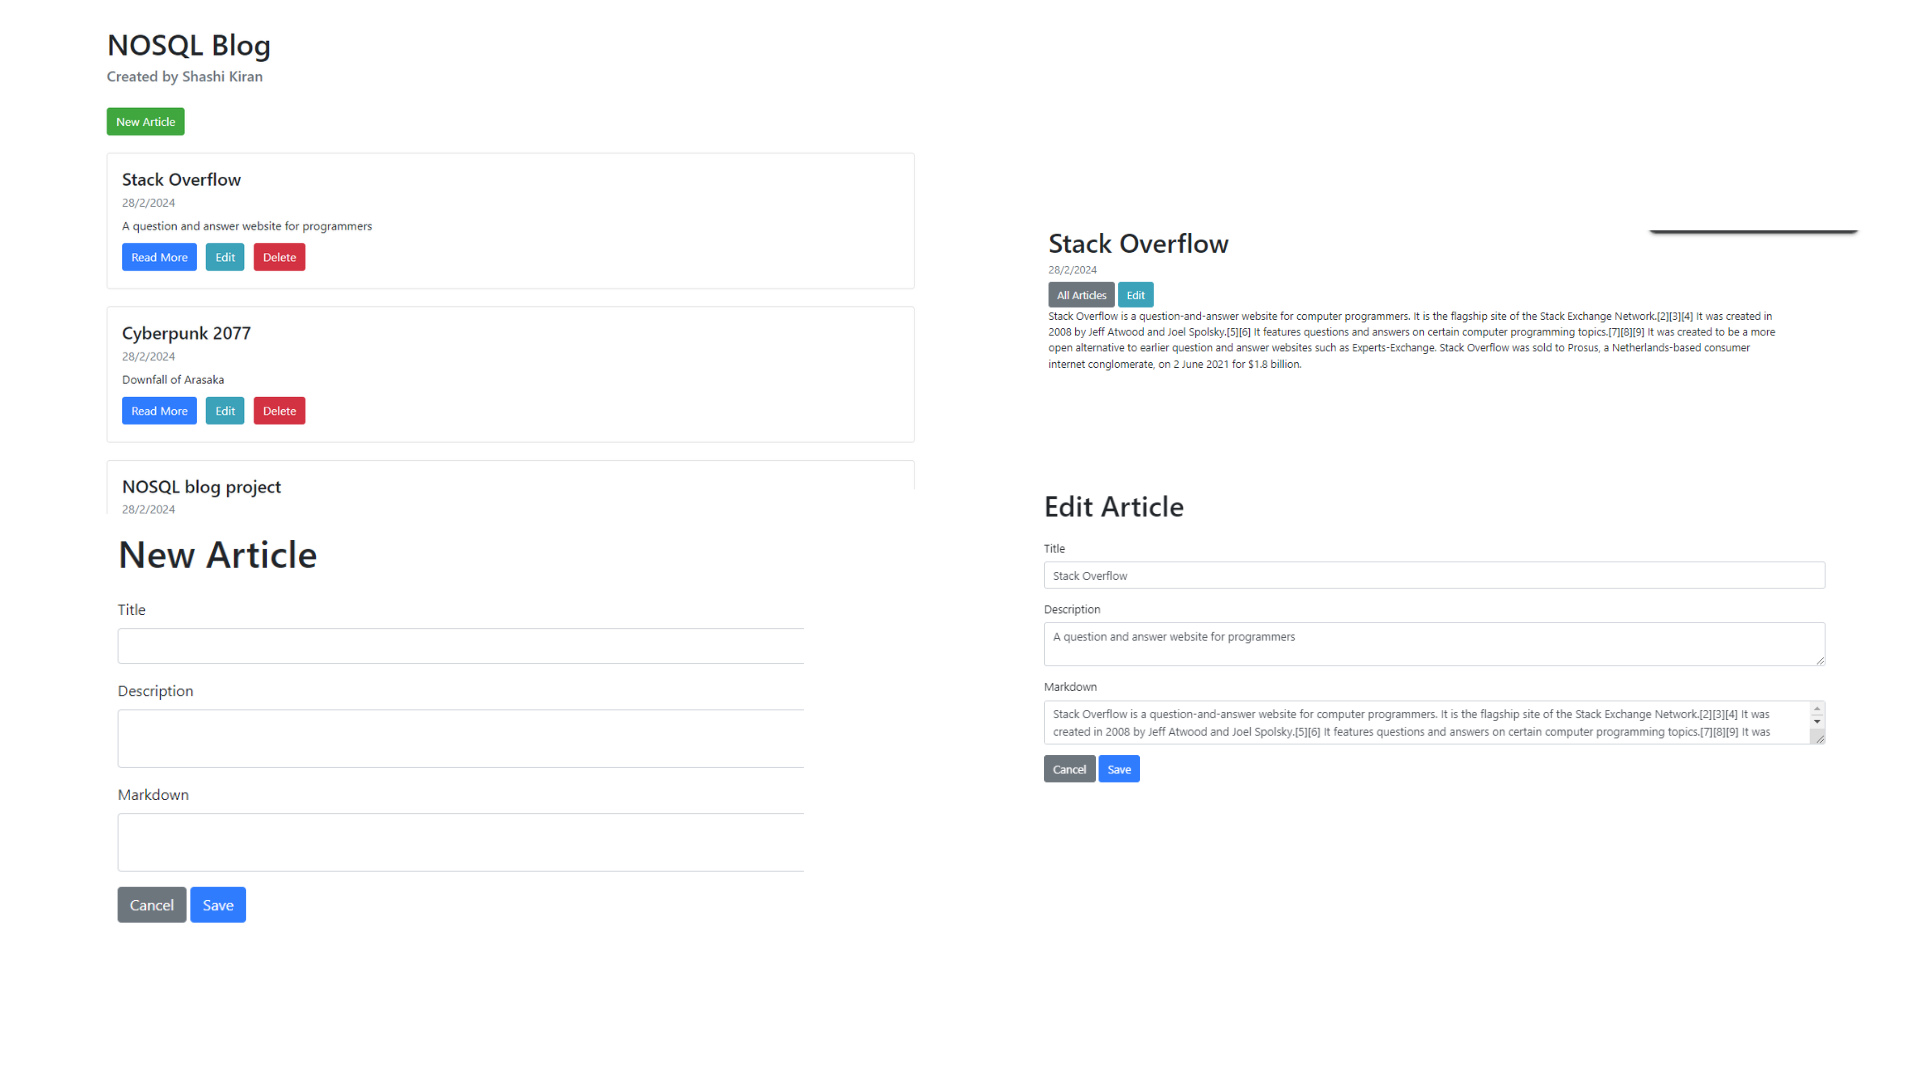 NOSQL Blog
Created by Shashi Kiran
New Article
Stack Overflow
28/2/2024
A question and answer website for programmers
Read More Edit Delete
Cyberpunk 2077
28/2/2024
Downfall of Arasaka
Read More Edit Delete
NOSQL blog project
28/2/2024
New Article
Title
Description
Markdown
Cancel Save
Stack Overflow
28/2/2024
All Articles Edit
Stack Overflow is a question-and-answer website for computer programmers. It is the flagship site of the Stack Exchange Network.[2][3][4] It was created in
2008 by Jeff Atwood and Joel Spolsky.[5][6] It features questions and answers on certain computer programming topics.[7][8][9] It was created to be a more
open alternative to earlier question and answer websites such as Experts-Exchange. Stack Overflow was sold to Prosus, a Netherlands-based consumer
internet conglomerate, on 2 June 2021 for $1.8 billion.
Edit Article
Title
Stack Overflow
Description
A question and answer website for programmers
Markdown
Stack Overflow is a question-and-answer website for computer programmers. It is the flagship site of the Stack Exchange Network.[2][3][4] It was
created in 2008 by Jeff Atwood and Joel Spolsky.[5][6] It features questions and answers on certain computer programming topics.[7][8][9] It was
Cancel Save